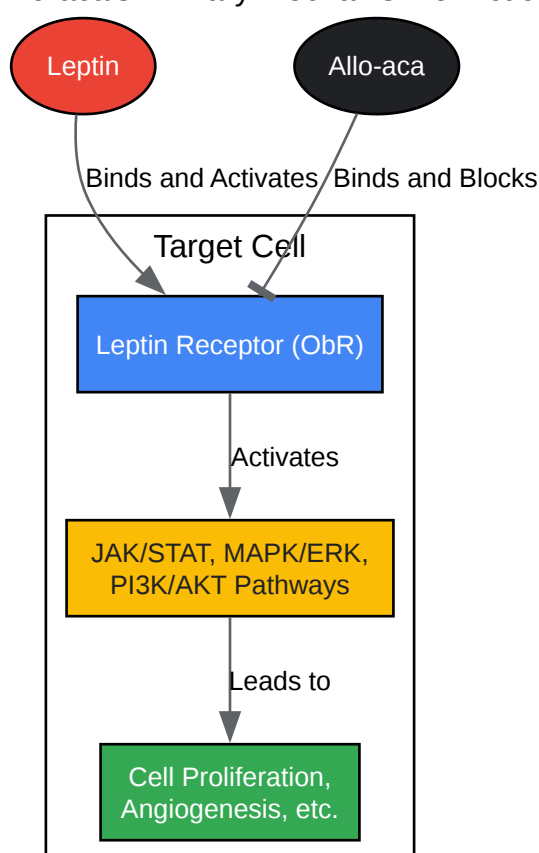 Leptin
Allo-aca
Binds and Activates
Binds and Blocks
Target Cell
Leptin Receptor (ObR)
Activates
JAK/STAT, MAPK/ERK,
PI3K/AKT Pathways
Leads to
Cell Proliferation,
Angiogenesis, etc.